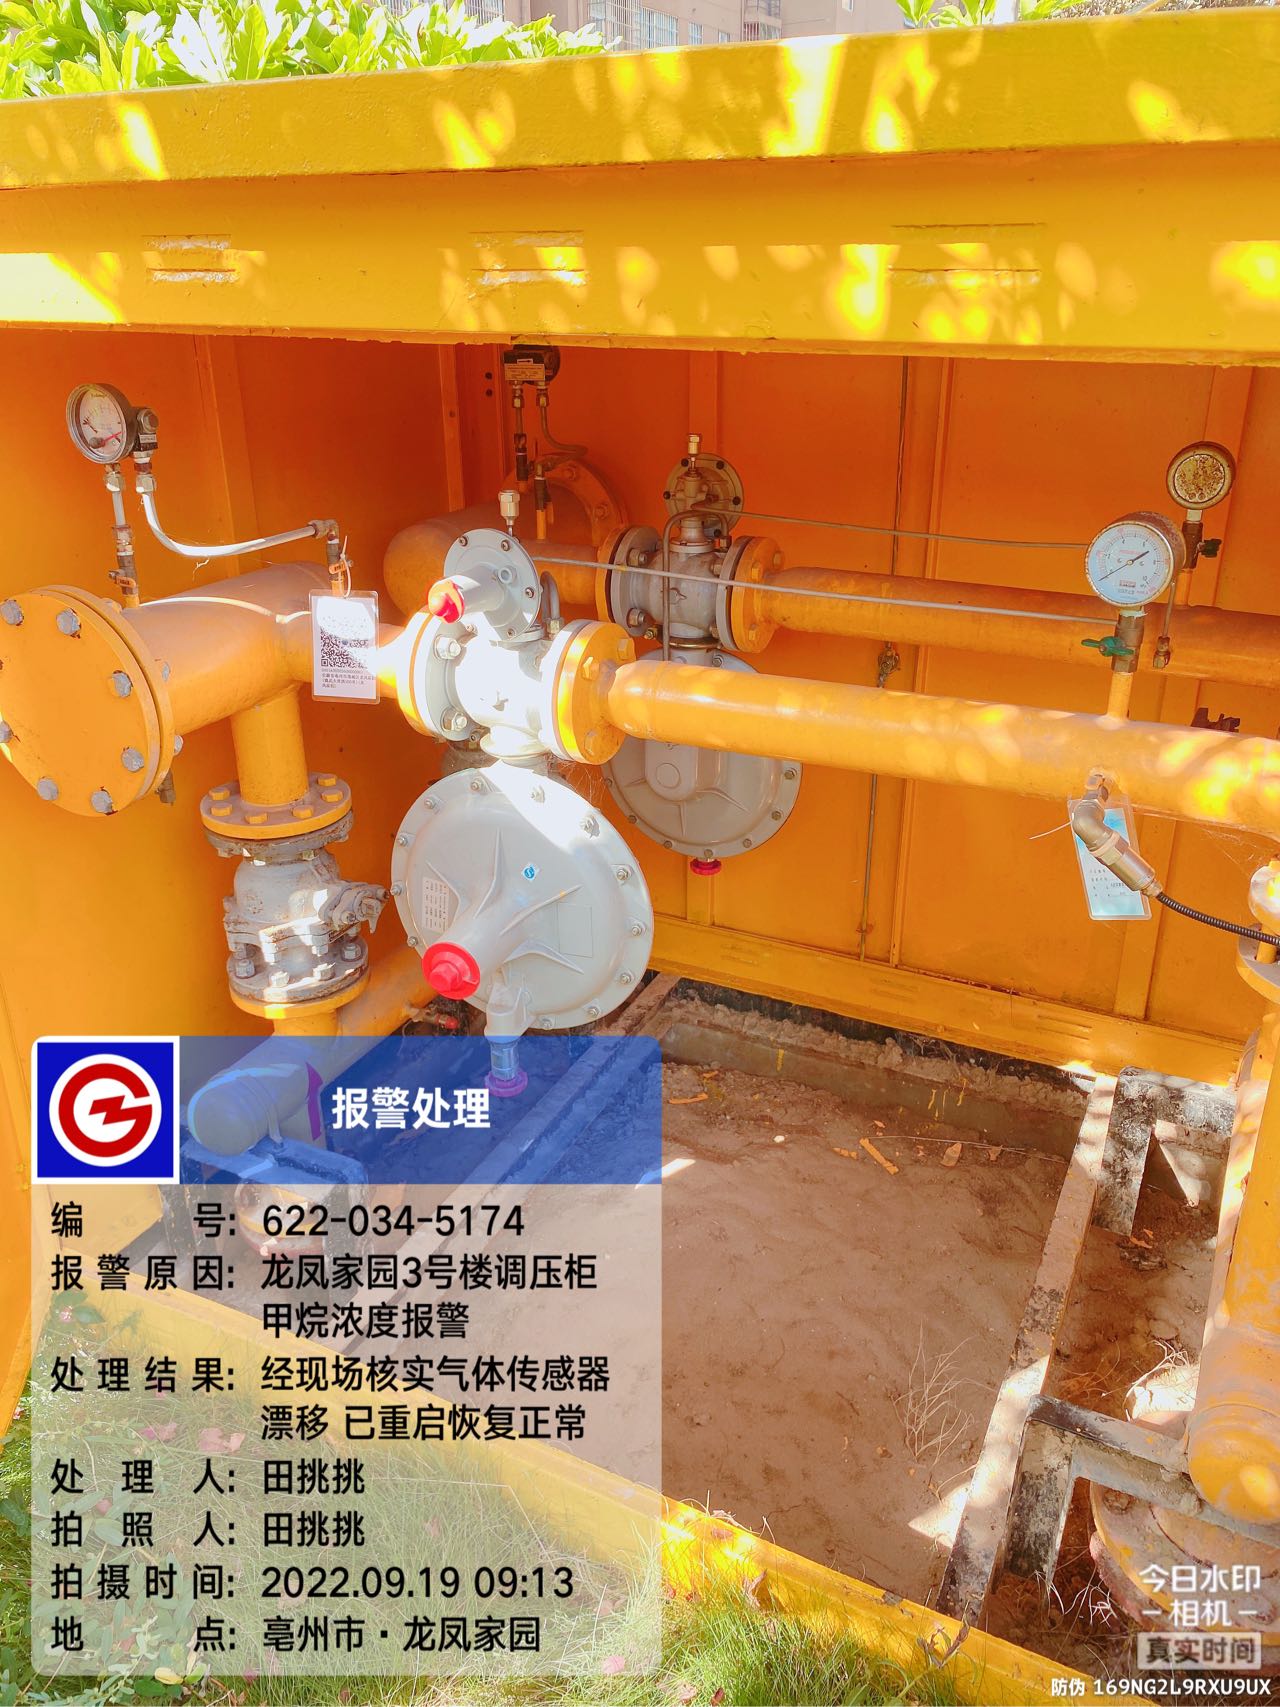 报警处理
编号: 622-034-5174
报警原因: 龙凤家园3号楼调压柜
甲烷浓度报警
处理结果: 经现场核实气体传感器
漂移 已重启恢复正常
处理人: 田挑挑
拍照人: 田挑挑
拍摄时间: 2022.09.19 09:13
地点: 亳州市·龙凤家园
今日水印
-相机-
真实时间
防伪 169NG2L9RXU9UX